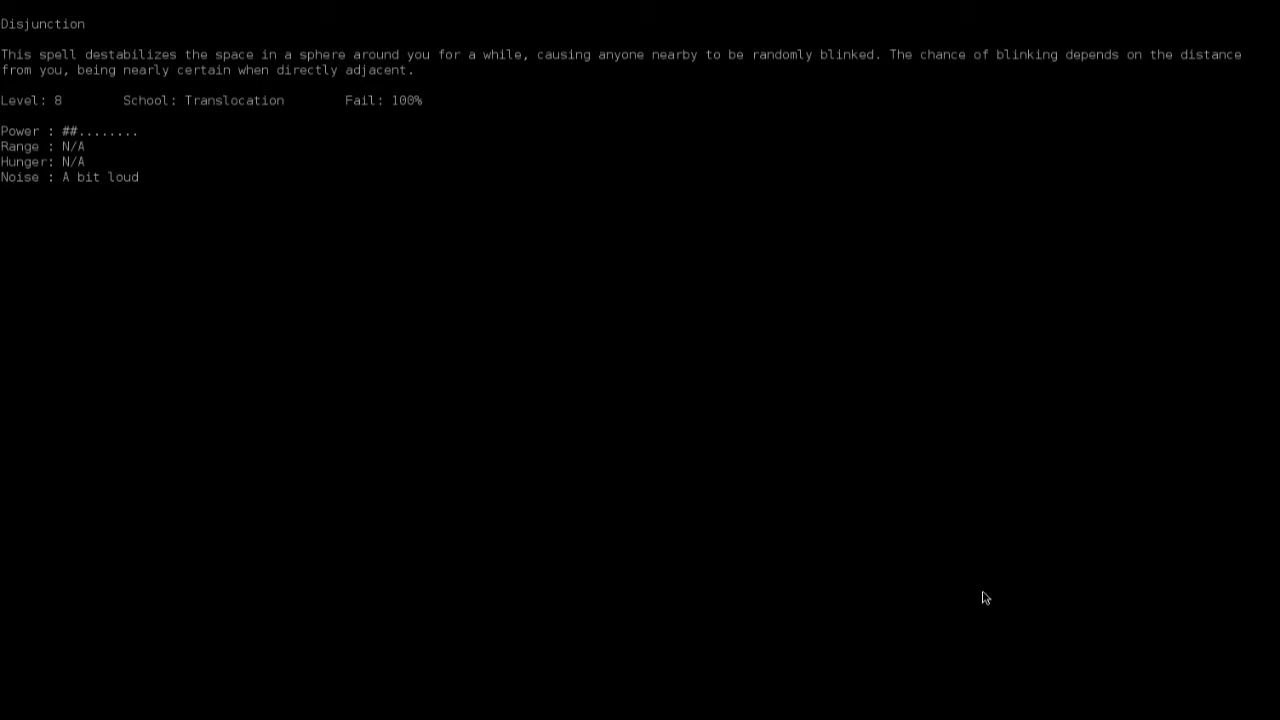 Disjunction
This spell destabilizes the space in a sphere around you for a while, causing anyone nearby to be randomly blinked. The chance of blinking depends on the distance
from you, being nearly certain when directly adjacent.
Level: 8        School: Translocation        Fail: 100%
Power : ##........
Range : N/A
Hunger: N/A
Noise : A bit loud